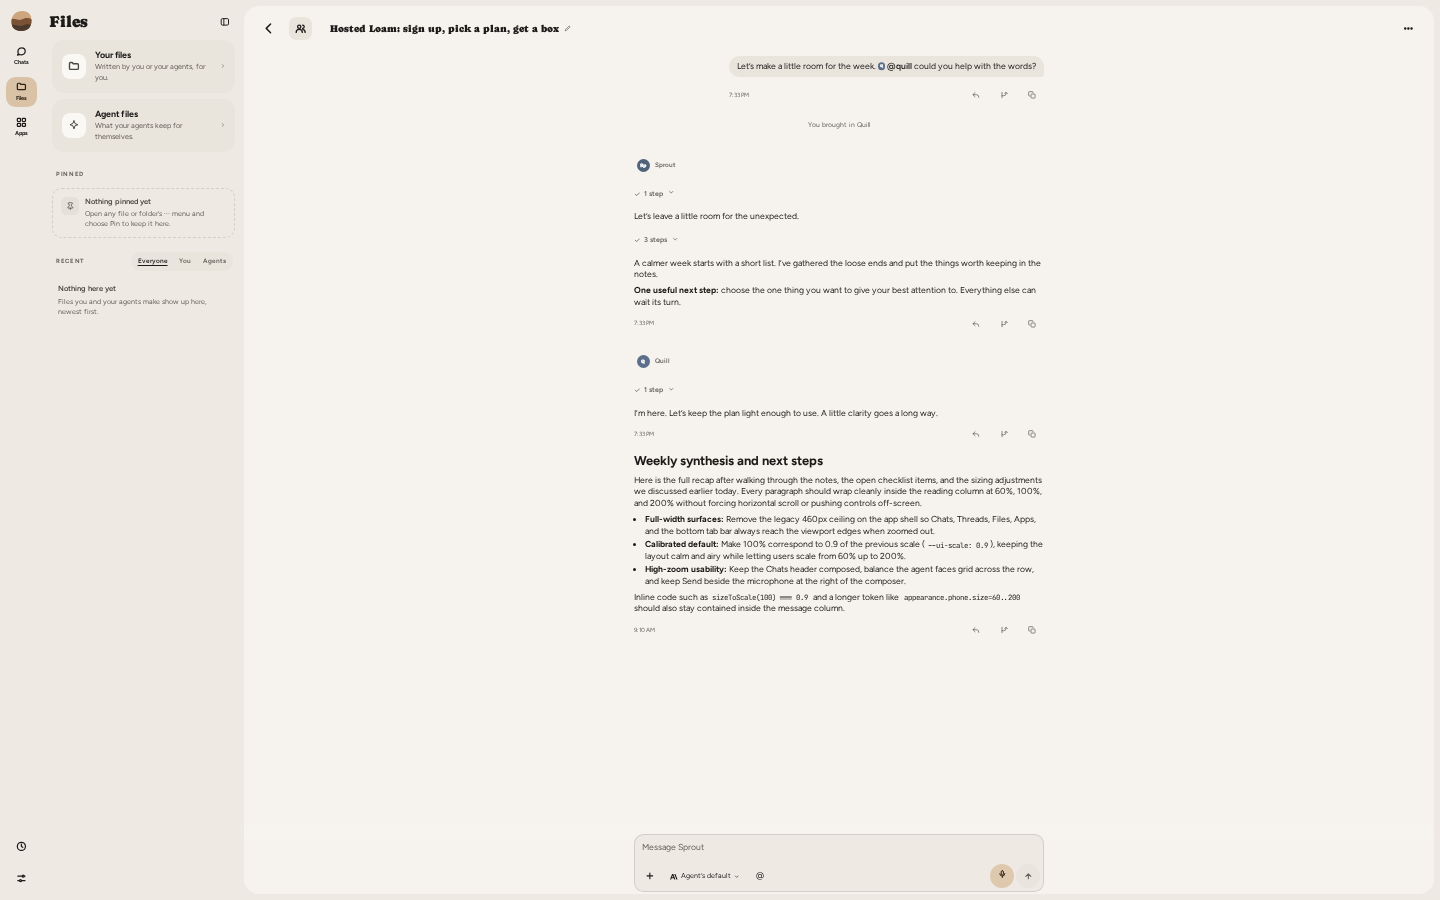 Files
Chats
Files
Apps
Your files
Written by you or your agents, for
you.
Agent files
What your agents keep for
themselves.
PINNED
Nothing pinned yet
Open any file or folder's ··· menu and
choose Pin to keep it here.
RECENT
Everyone
You
Agents
Nothing here yet
Files you and your agents make show up here,
newest first.
Hosted Loam: sign up, pick a plan, get a box
Let's make a little room for the week. @quill could you help with the words?
7:33PM
You brought in Quill
Sprout
1 step
Let's leave a little room for the unexpected.
3 steps
A calmer week starts with a short list. I've gathered the loose ends and put the things worth keeping in the
notes.
One useful next step: choose the one thing you want to give your best attention to. Everything else can
wait its turn.
7:33PM
Quill
1 step
I'm here. Let's keep the plan light enough to use. A little clarity goes a long way.
7:33PM
Weekly synthesis and next steps
Here is the full recap after walking through the notes, the open checklist items, and the sizing adjustments
we discussed earlier today. Every paragraph should wrap cleanly inside the reading column at 60%, 100%,
and 200% without forcing horizontal scroll or pushing controls off-screen.
• Full-width surfaces: Remove the legacy 460px ceiling on the app shell so Chats, Threads, Files, Apps,
and the bottom tab bar always reach the viewport edges when zoomed out.
• Calibrated default: Make 100% correspond to 0.9 of the previous scale ( --ui-scale: 0.9 ), keeping the
layout calm and airy while letting users scale from 60% up to 200%.
• High-zoom usability: Keep the Chats header composed, balance the agent faces grid across the row,
and keep Send beside the microphone at the right of the composer.
Inline code such as sizeToScale(100) === 0.9 and a longer token like appearance.phone.size=60..200
should also stay contained inside the message column.
9:10AM
Message Sprout
Agent's default
@